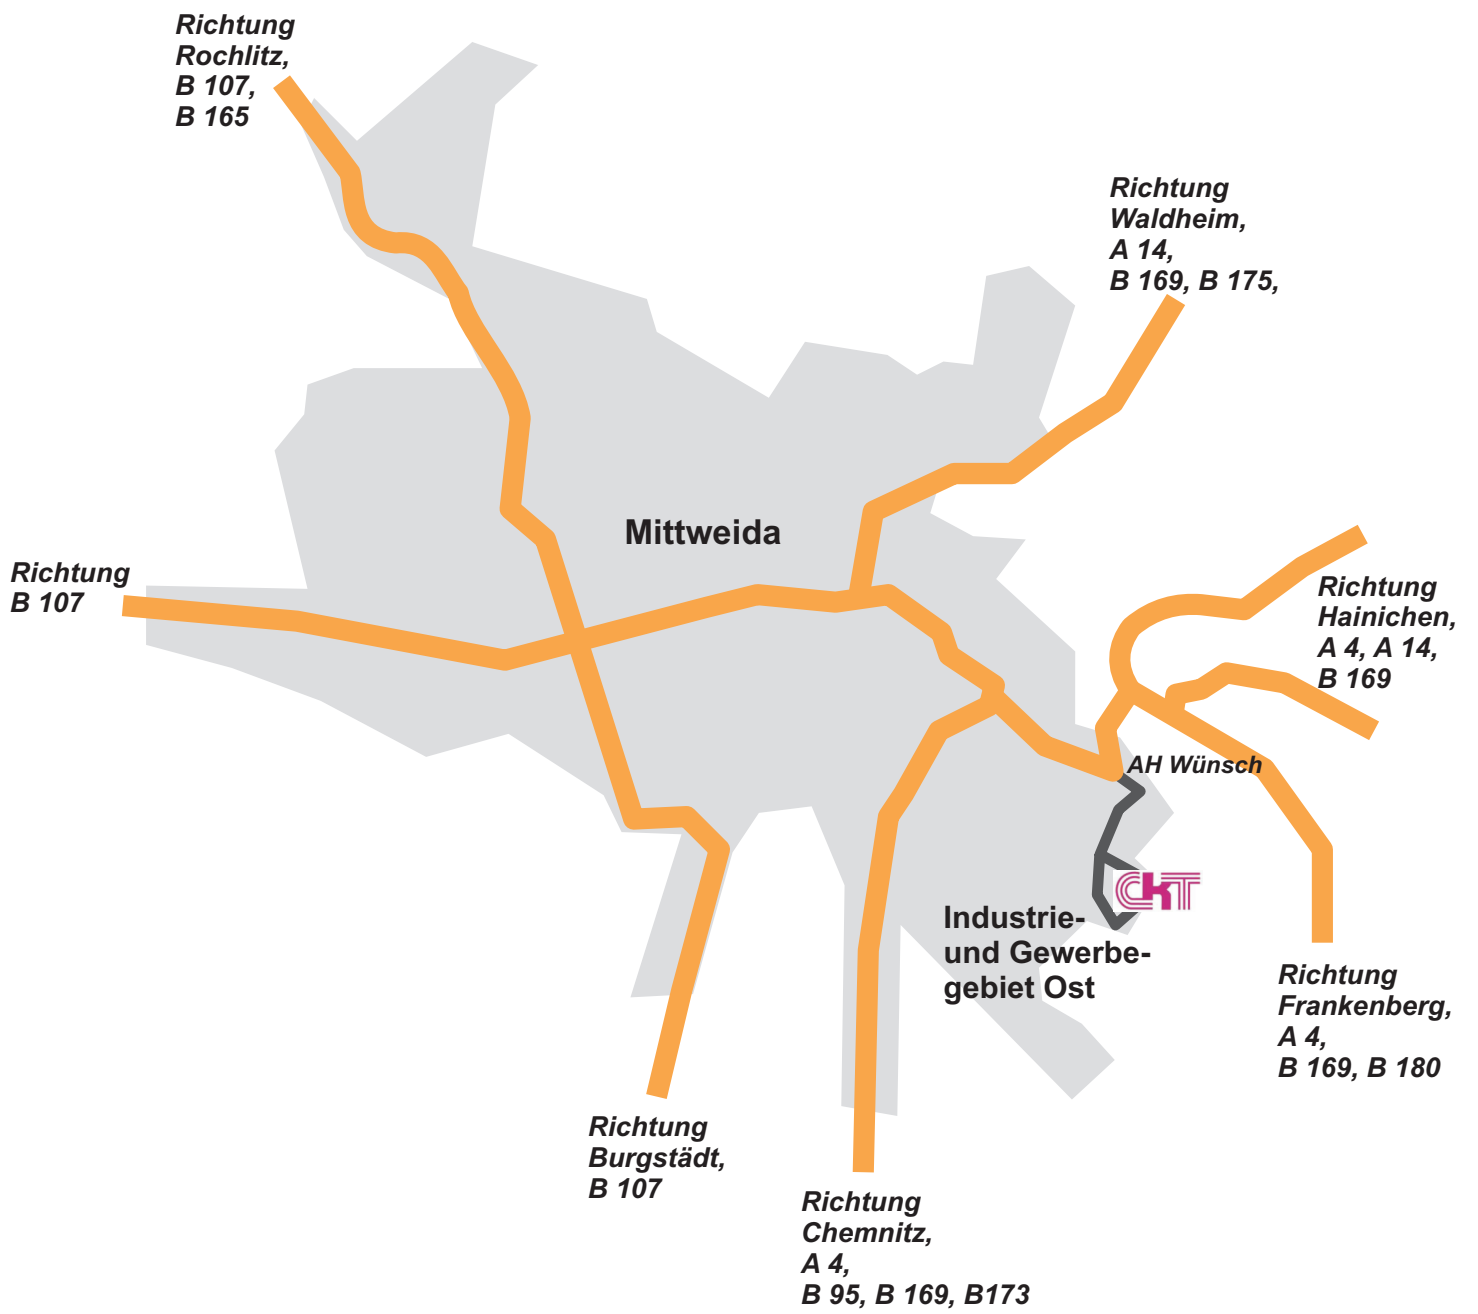 Richtung
Rochlitz,
B 107,
B 165
Richtung
Waldheim,
A 14,
B 169, B 175,
Mittweida
Richtung
B 107
Richtung
Hainichen,
A 4, A 14,
B 169
AH Wünsch
CKT
Industrie-
und Gewerbe-
gebiet Ost
Richtung
Frankenberg,
A 4,
B 169, B 180
Richtung
Burgstädt,
B 107
Richtung
Chemnitz,
A 4,
B 95, B 169, B173